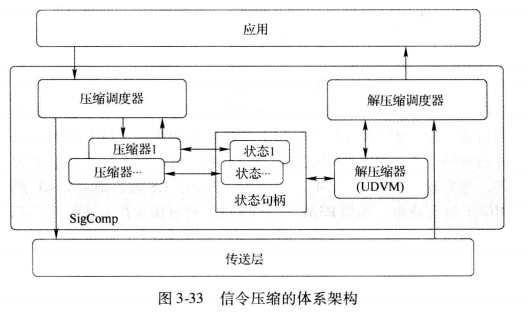 应用
压缩调度器
解压缩调度器
压缩器1
压缩器…
状态1
状态…
状态句柄
解压缩器
(UDVM)
SigComp
传送层
图 3-33 信令压缩的体系架构